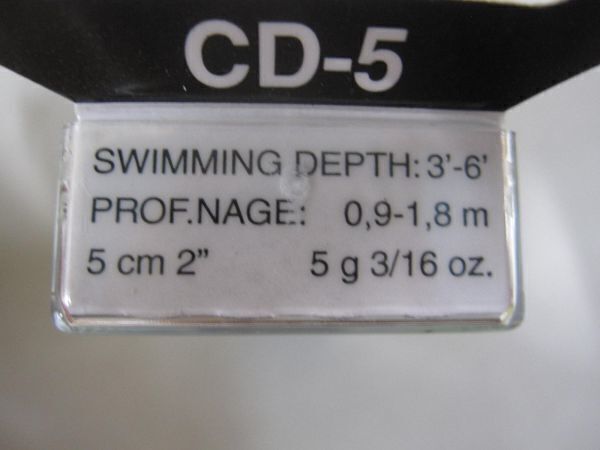 CD-5
SWIMMING DEPTH: 3'-6'
PROF.NAGE: 0,9-1,8 m
5 cm 2” 5 g 3/16 oz.